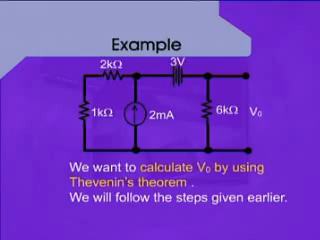 Example
2kΩ
3V
1kΩ
2mA
6kΩ
V₀
We want to calculate V₀ by using
Thevenin's theorem .
We will follow the steps given earlier.